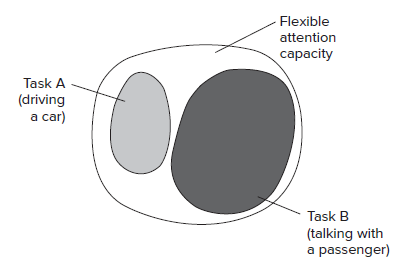 Flexible
attention
capacity
Task A
(driving
a car)
Task B
(talking with
a passenger)